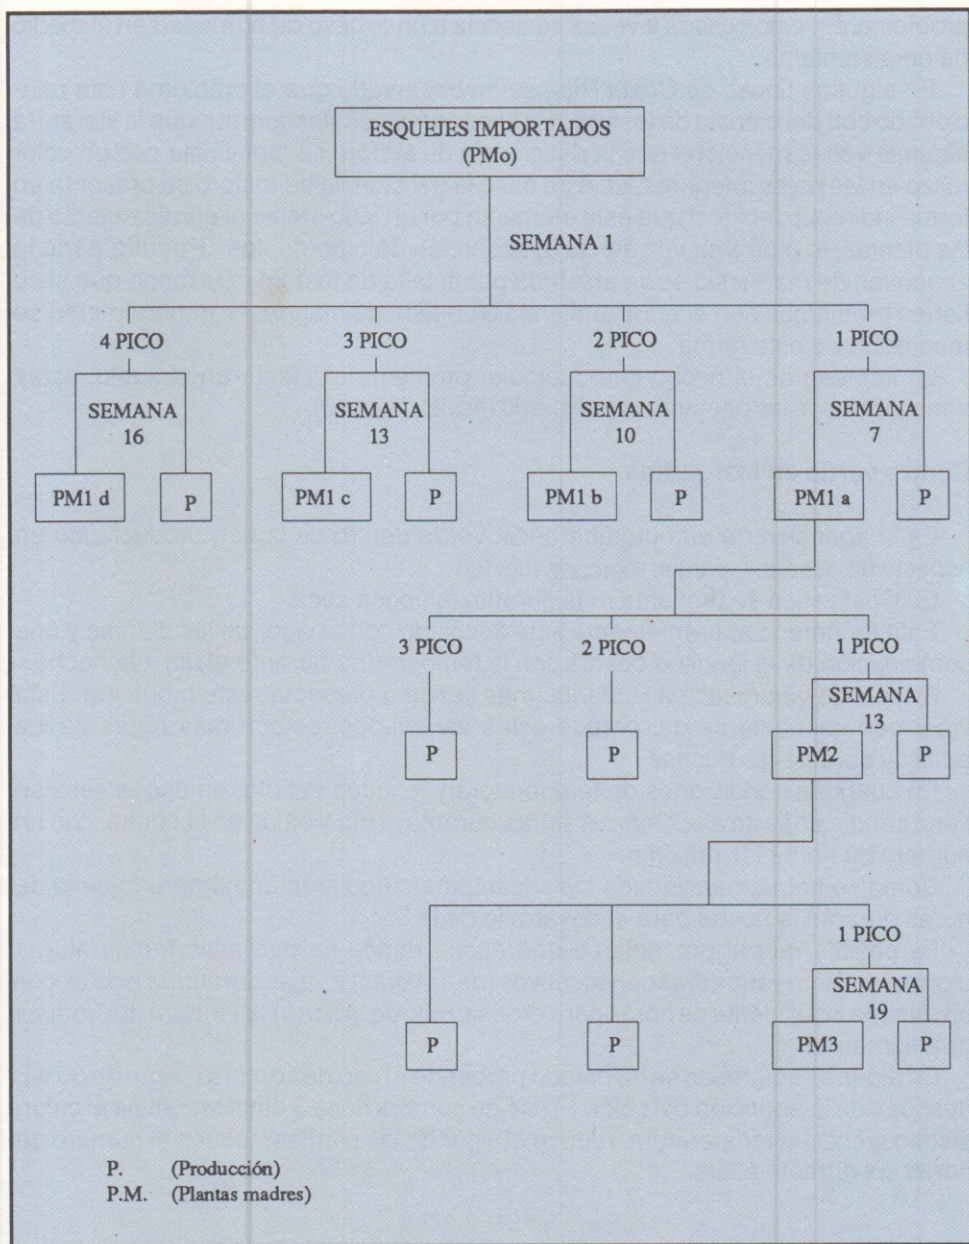 ESQUEJES IMPORTADOS
(PMo)
SEMANA 1
4 PICO 3 PICO 2 PICO 1 PICO
SEMANA SEMANA SEMANA SEMANA
16 13 10 7
PM1 d P PM1 c P PM1 b P PM1 a P
3 PICO 2 PICO 1 PICO
SEMANA
13
P P PM2 P
1 PICO
SEMANA
19
P P PM3 P
P. (Producción)
P.M. (Plantas madres)